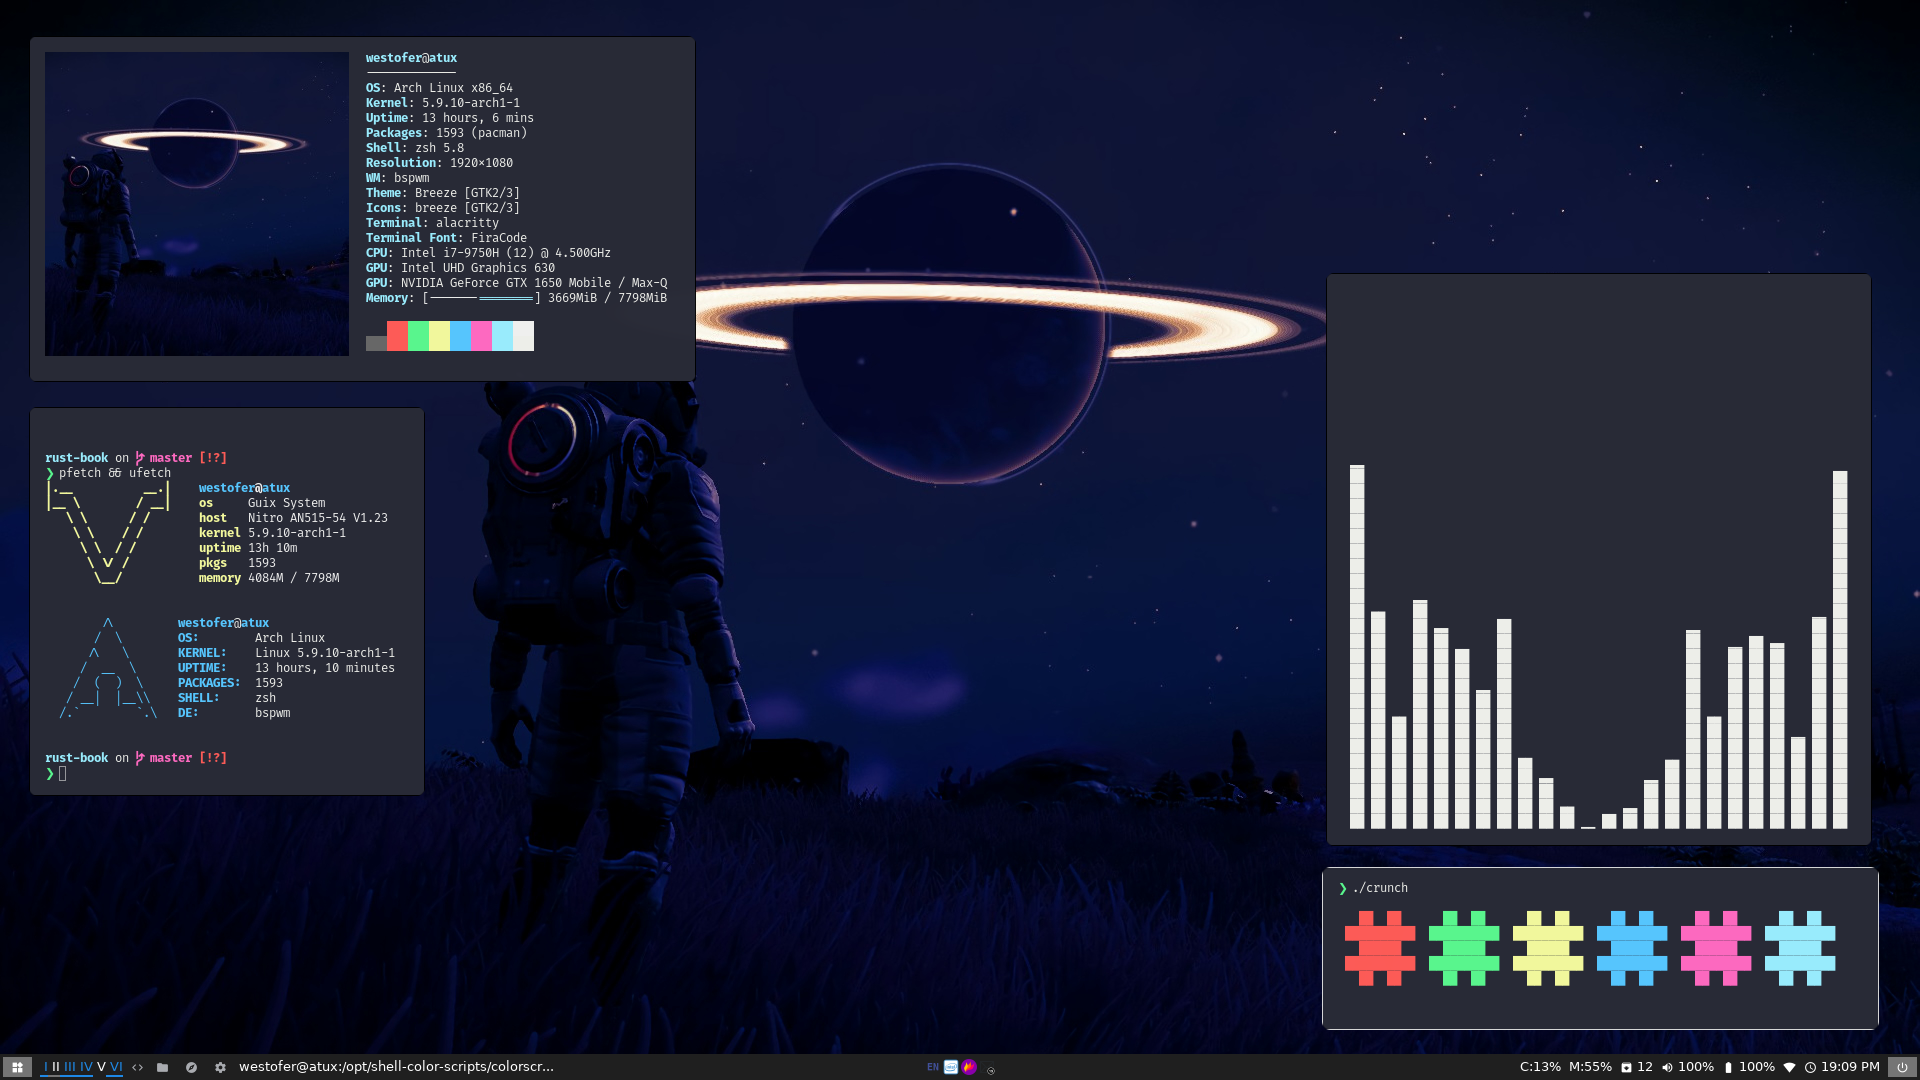 westofer@atux
OS: Arch Linux x86_64
Kernel: 5.9.10-arch1-1
Uptime: 13 hours, 6 mins
Packages: 1593 (pacman)
Shell: zsh 5.8
Resolution: 1920×1080
WM: bspwm
Theme: Breeze [GTK2/3]
Icons: breeze [GTK2/3]
Terminal: alacritty
Terminal Font: FiraCode
CPU: Intel i7-9750H (12) @ 4.500GHz
GPU: Intel UHD Graphics 630
GPU: NVIDIA GeForce GTX 1650 Mobile / Max-Q
Memory: [――――――――======] 3669MiB / 7798MiB
rust-book on master [!?]
❯ pfetch && ufetch
westofer@atux
os Guix System
host Nitro AN515-54 V1.23
kernel 5.9.10-arch1-1
uptime 13h 10m
pkgs 1593
memory 4084M / 7798M
westofer@atux
OS: Arch Linux
KERNEL: Linux 5.9.10-arch1-1
UPTIME: 13 hours, 10 minutes
PACKAGES: 1593
SHELL: zsh
DE: bspwm
rust-book on master [!?]
❯
❯ ./crunch
I II III IV V VI westofer@atux:/opt/shell-color-scripts/colorscr... EN C:13% M:55% 12 100% 100% 19:09 PM